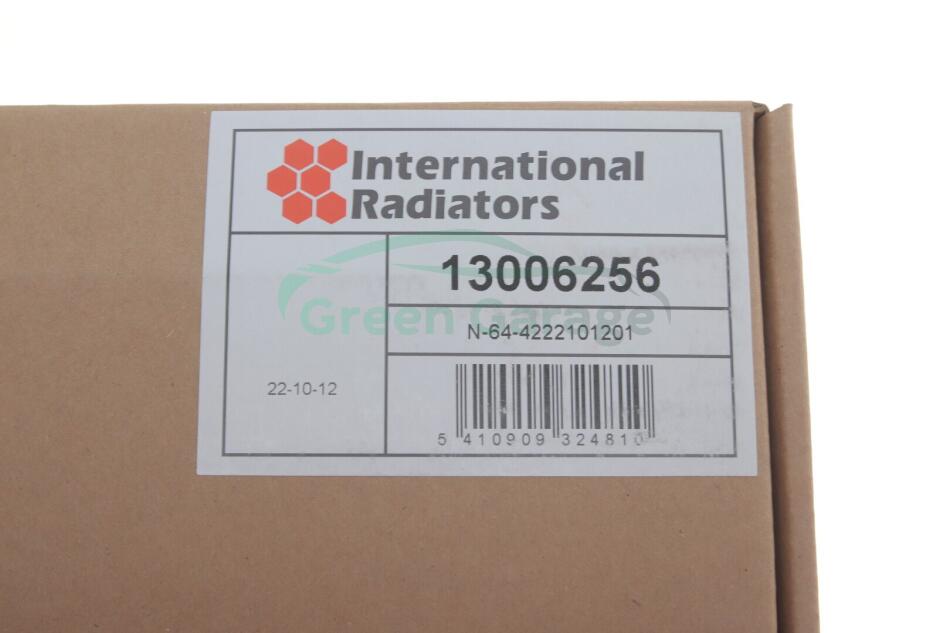 International
Radiators
13006256
Green Garage
N-64-4222101201
22-10-12
5 410909 324810